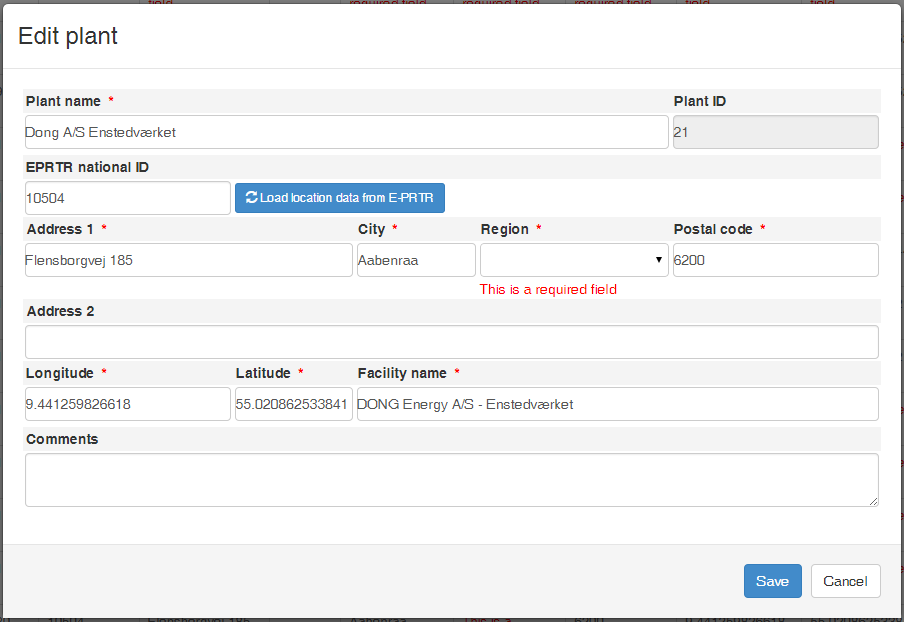 Edit plant
Plant name * Plant ID
Dong A/S Enstedværket 21
EPRTR national ID
10504 Load location data from E-PRTR
Address 1 * City * Region * Postal code *
Flensborgvej 185 Aabenraa 6200
This is a required field
Address 2
Longitude * Latitude * Facility name *
9.441259826618 55.020862533841 DONG Energy A/S - Enstedværket
Comments
Save Cancel